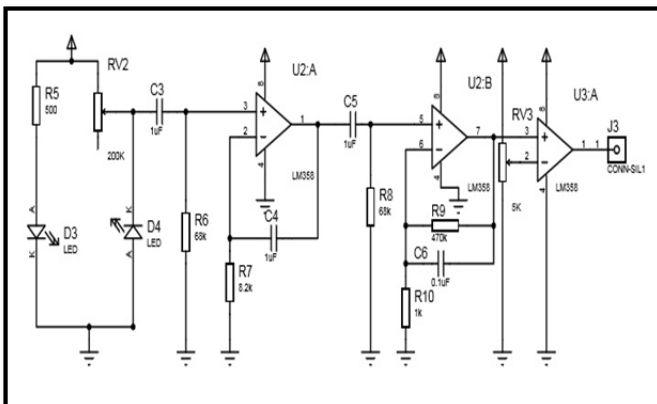 R5
500
RV2
200K
C3
1uF
U2:A
3
2
8
4
1
LM358
C4
1uF
R6
68k
R7
8.2k
A
D3
LED
K
K
D4
LED
A
C5
1uF
R8
68k
U2:B
5
6
8
4
7
LM358
R9
470k
C6
0.1uF
R10
1k
RV3
5K
U3:A
3
2
8
4
1
LM358
1
J3
CONN-SIL1